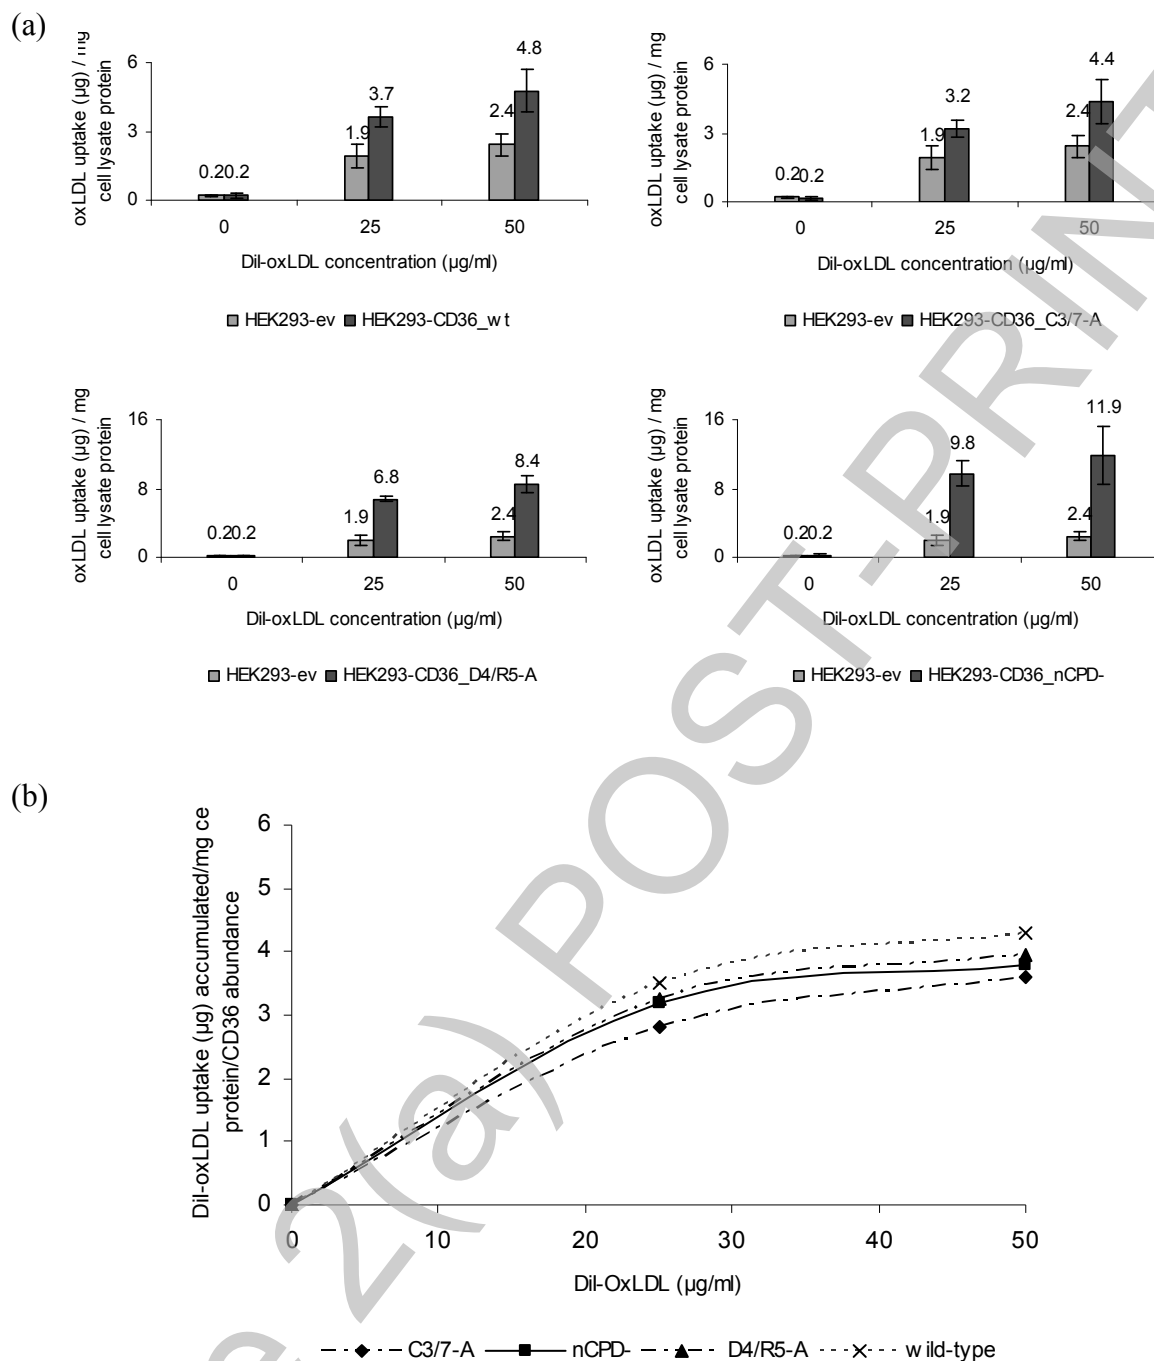 (a)
oxLDL uptake (µg) / mg
cell lysate protein
6
3
0
0.2
0.2
1.9
3.7
2.4
4.8
0
25
50
Dil-oxLDL concentration (µg/ml)
HEK293-ev HEK293-CD36_wt
oxLDL uptake (µg) / mg
cell lysate protein
6
3
0
0.2
0.2
1.9
3.2
2.4
4.4
0
25
50
Dil-oxLDL concentration (µg/ml)
HEK293-ev HEK293-CD36_C3/7-A
oxLDL uptake (µg) / mg
cell lysate protein
16
8
0
0.2
0.2
1.9
6.8
2.4
8.4
0
25
50
Dil-oxLDL concentration (µg/ml)
HEK293-ev HEK293-CD36_D4/R5-A
oxLDL uptake (µg) / mg
cell lysate protein
16
8
0
0.2
0.2
1.9
9.8
2.4
11.9
0
25
50
Dil-oxLDL concentration (µg/ml)
HEK293-ev HEK293-CD36_nCPD-
(b)
Dil-oxLDL uptake (µg) accumulated/mg ce
protein/CD36 abundance
6
5
4
3
2
1
0
0
10
20
30
40
50
Dil-OxLDL (µg/ml)
C3/7-A nCPD- D4/R5-A wild-type
e 2(a) POST-PRINT